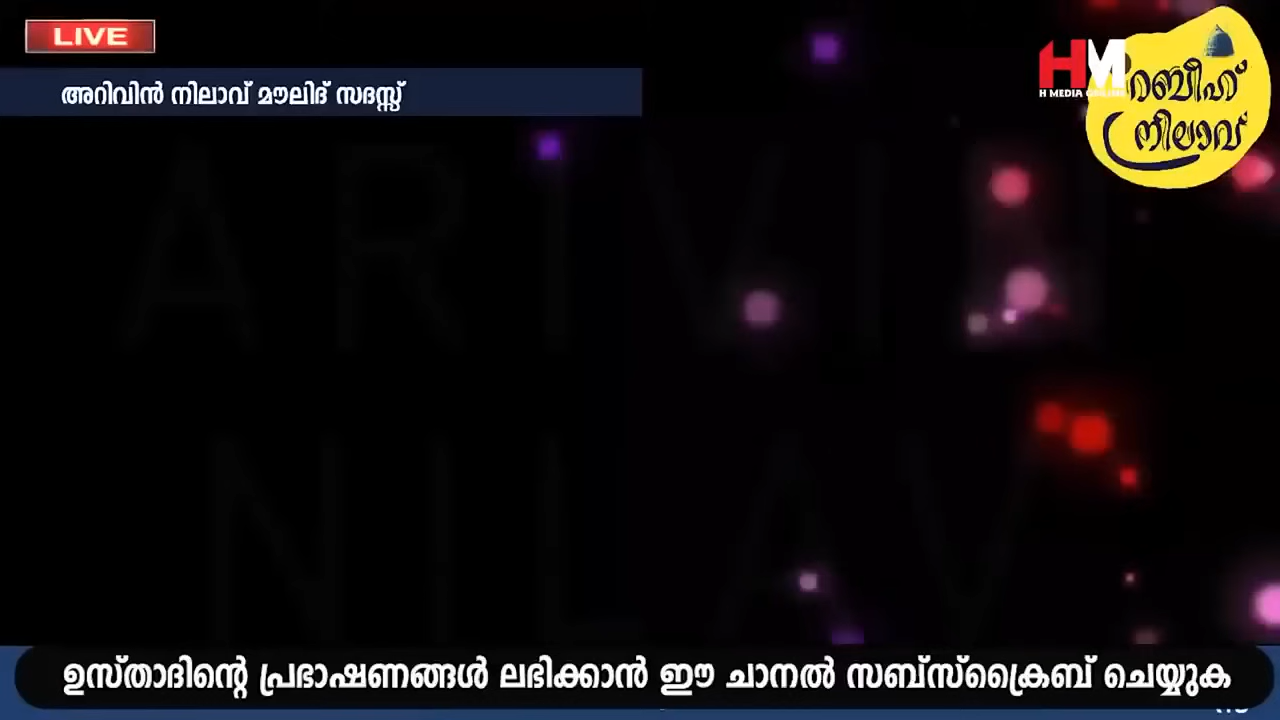 LIVE
അറിവിൻ നിലാവ് മൗലിദ് സദസ്സ്
HM
H MEDIA
റബീഹ്
നിലാവ്
ARIVIN
NILAV
ഉസ്താദിന്റെ പ്രഭാഷണങ്ങൾ ലഭിക്കാൻ ഈ ചാനൽ സബ്സ്ക്രൈബ് ചെയ്യുക